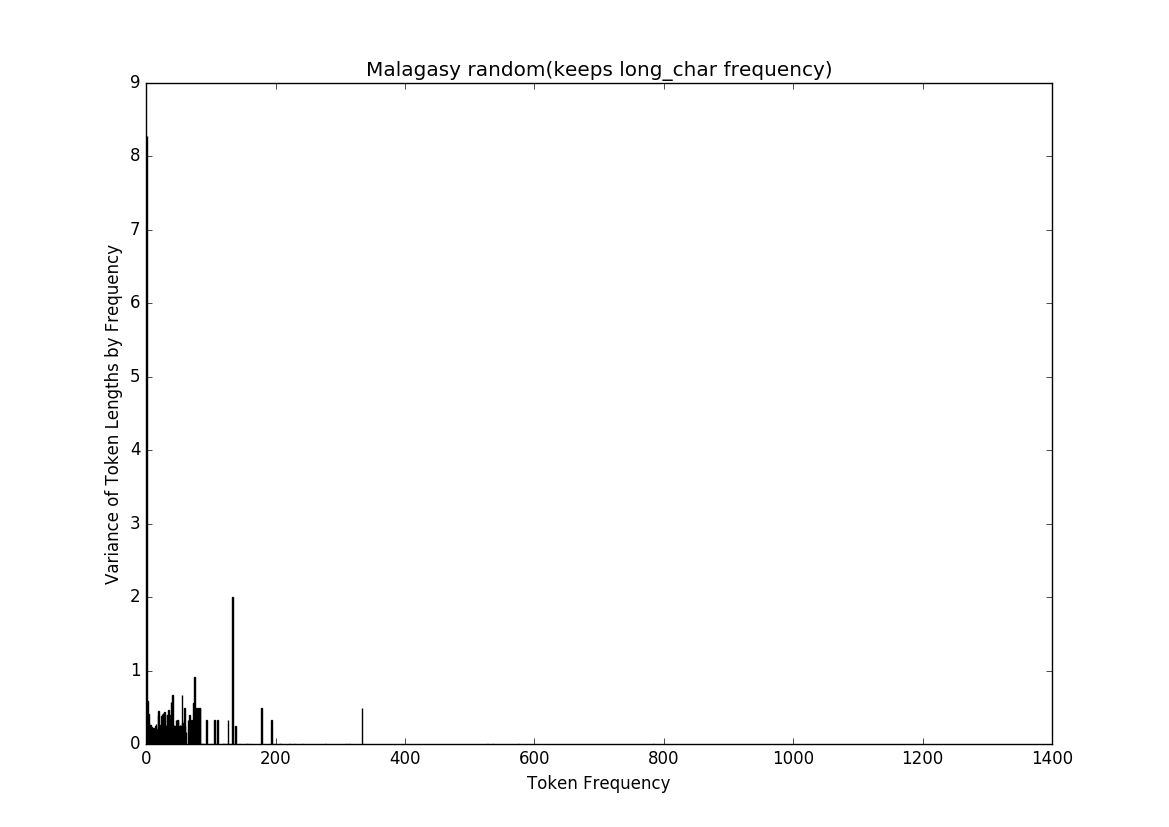 Malagasy random(keeps long_char frequency)
9
8
7
6
5
4
3
2
1
0
Variance of Token Lengths by Frequency
0 200 400 600 800 1000 1200 1400
Token Frequency